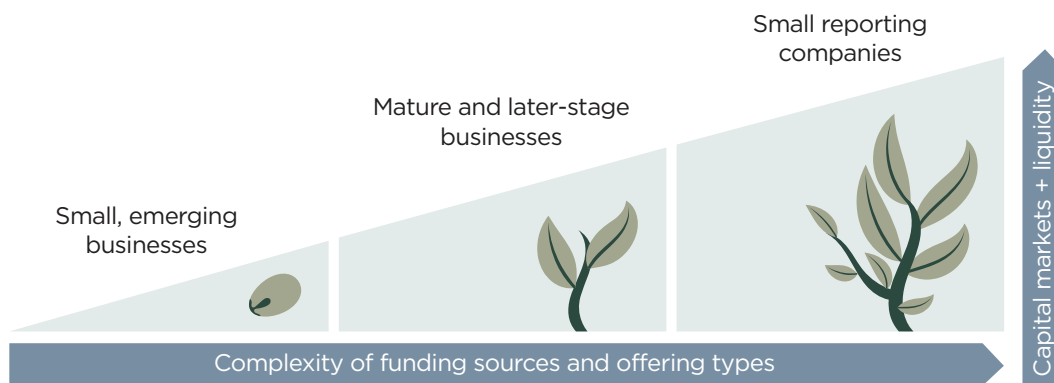 Small reporting
companies
Mature and later-stage
businesses
Small, emerging
businesses
Complexity of funding sources and offering types
Capital markets + liquidity